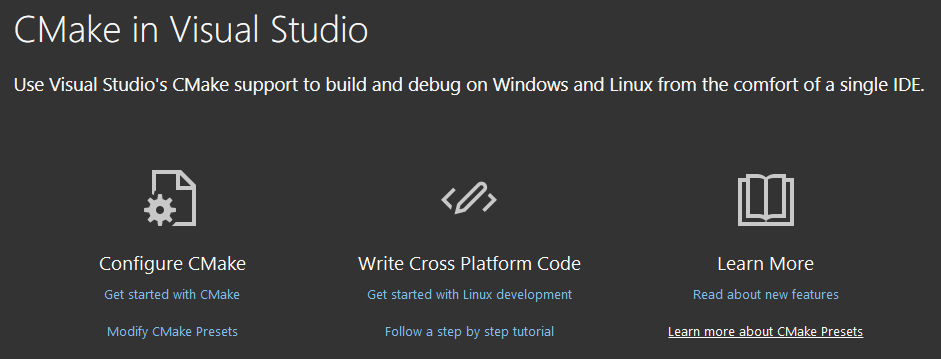 CMake in Visual Studio
Use Visual Studio's CMake support to build and debug on Windows and Linux from the comfort of a single IDE.
Configure CMake
Get started with CMake
Modify CMake Presets
Write Cross Platform Code
Get started with Linux development
Follow a step by step tutorial
Learn More
Read about new features
Learn more about CMake Presets